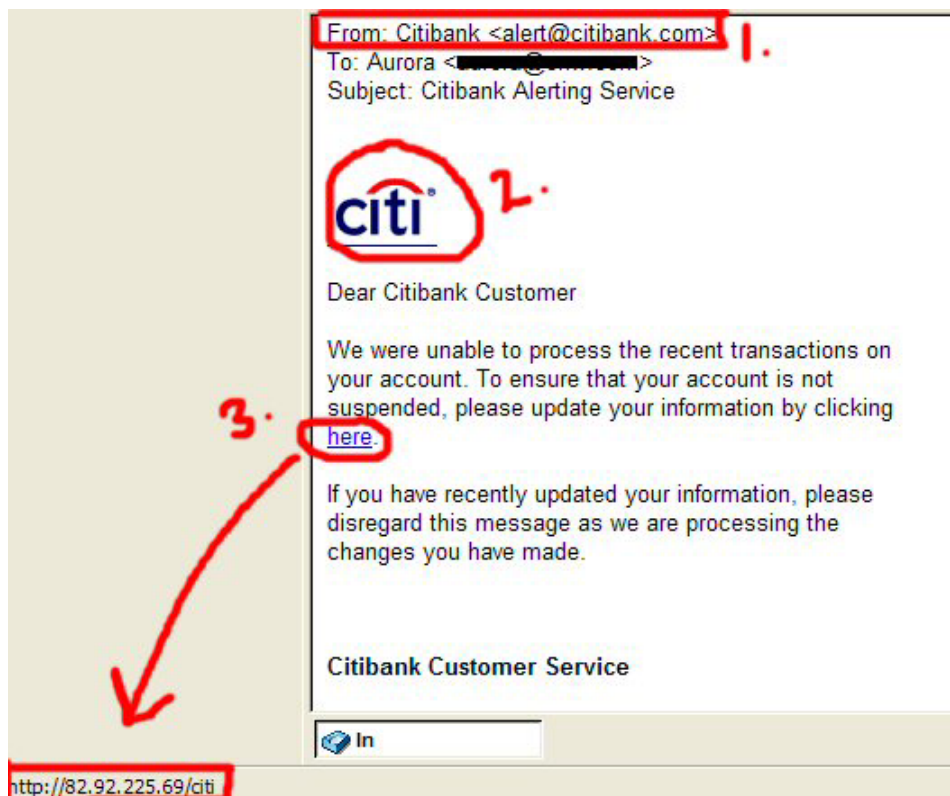 From: Citibank <alert@citibank.com>
1.
To: Aurora <
>
Subject: Citibank Alerting Service
citi®
2.
Dear Citibank Customer
We were unable to process the recent transactions on
your account. To ensure that your account is not
suspended, please update your information by clicking
3.
here.
If you have recently updated your information, please
disregard this message as we are processing the
changes you have made.
Citibank Customer Service
In
http://82.92.225.69/citi